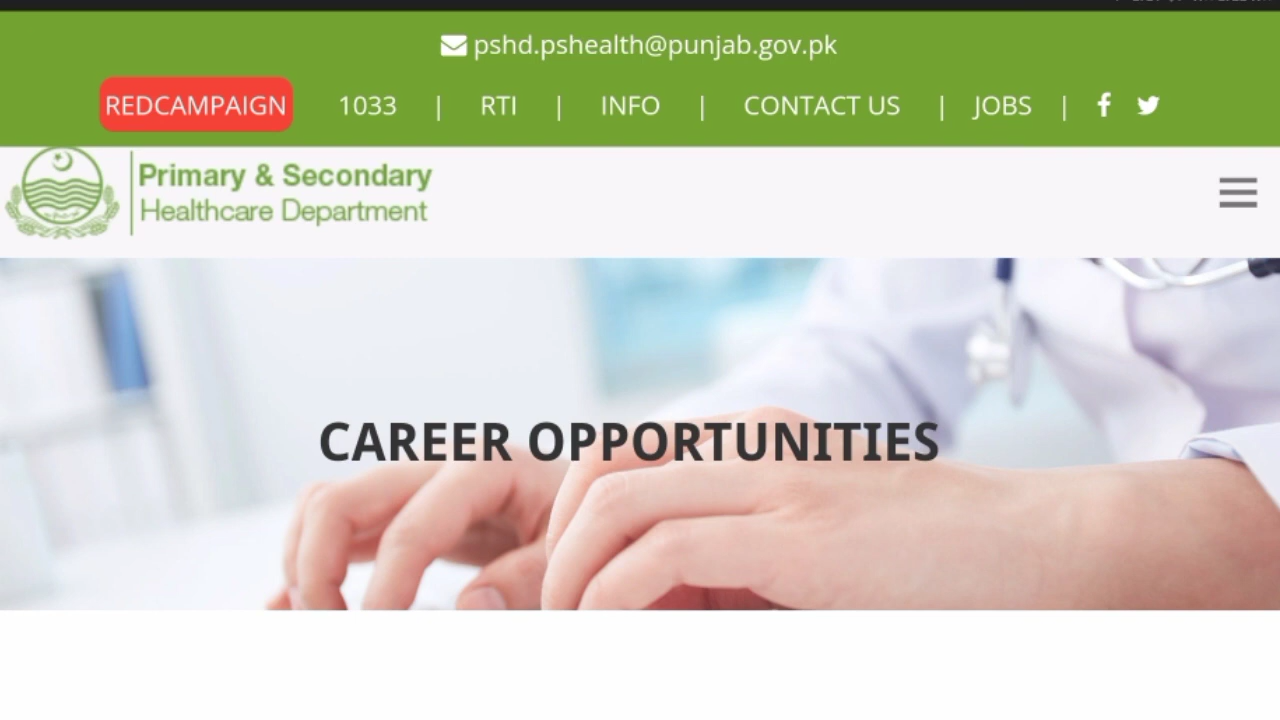 pshd.pshealth@punjab.gov.pk
REDCAMPAIGN 1033 | RTI | INFO | CONTACT US | JOBS |
Primary & Secondary
Healthcare Department
CAREER OPPORTUNITIES